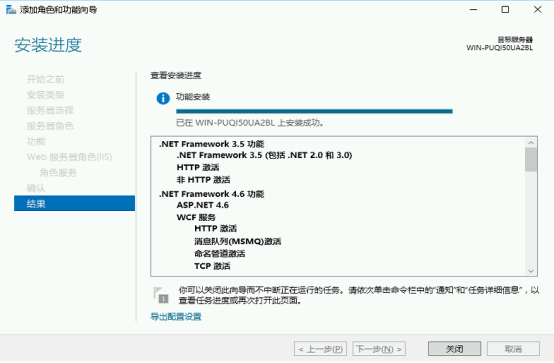 添加角色和功能向导
安装进度
目标服务器
WIN-PUQI50UA2BL
开始之前
安装类型
服务器选择
服务器角色
功能
Web 服务器角色(IIS)
角色服务
确认
结果
查看安装进度
功能安装
已在 WIN-PUQI50UA2BL 上安装成功。
.NET Framework 3.5 功能
.NET Framework 3.5 (包括 .NET 2.0 和 3.0)
HTTP 激活
非 HTTP 激活
.NET Framework 4.6 功能
ASP.NET 4.6
WCF 服务
HTTP 激活
消息队列(MSMQ)激活
命名管道激活
TCP 激活
你可以关闭此向导而不中断正在运行的任务。请依次单击命令栏中的"通知"和"任务详细信息"，以
查看任务进度或再次打开此页面。
导出配置设置
< 上一步(P)
下一步(N) >
关闭
取消